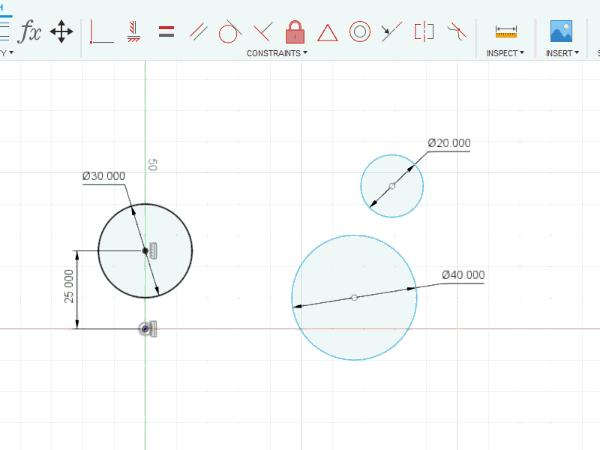 fx
CONSTRAINTS
INSPECT
INSERT
50
Ø20.000
Ø30.000
25.000
Ø40.000